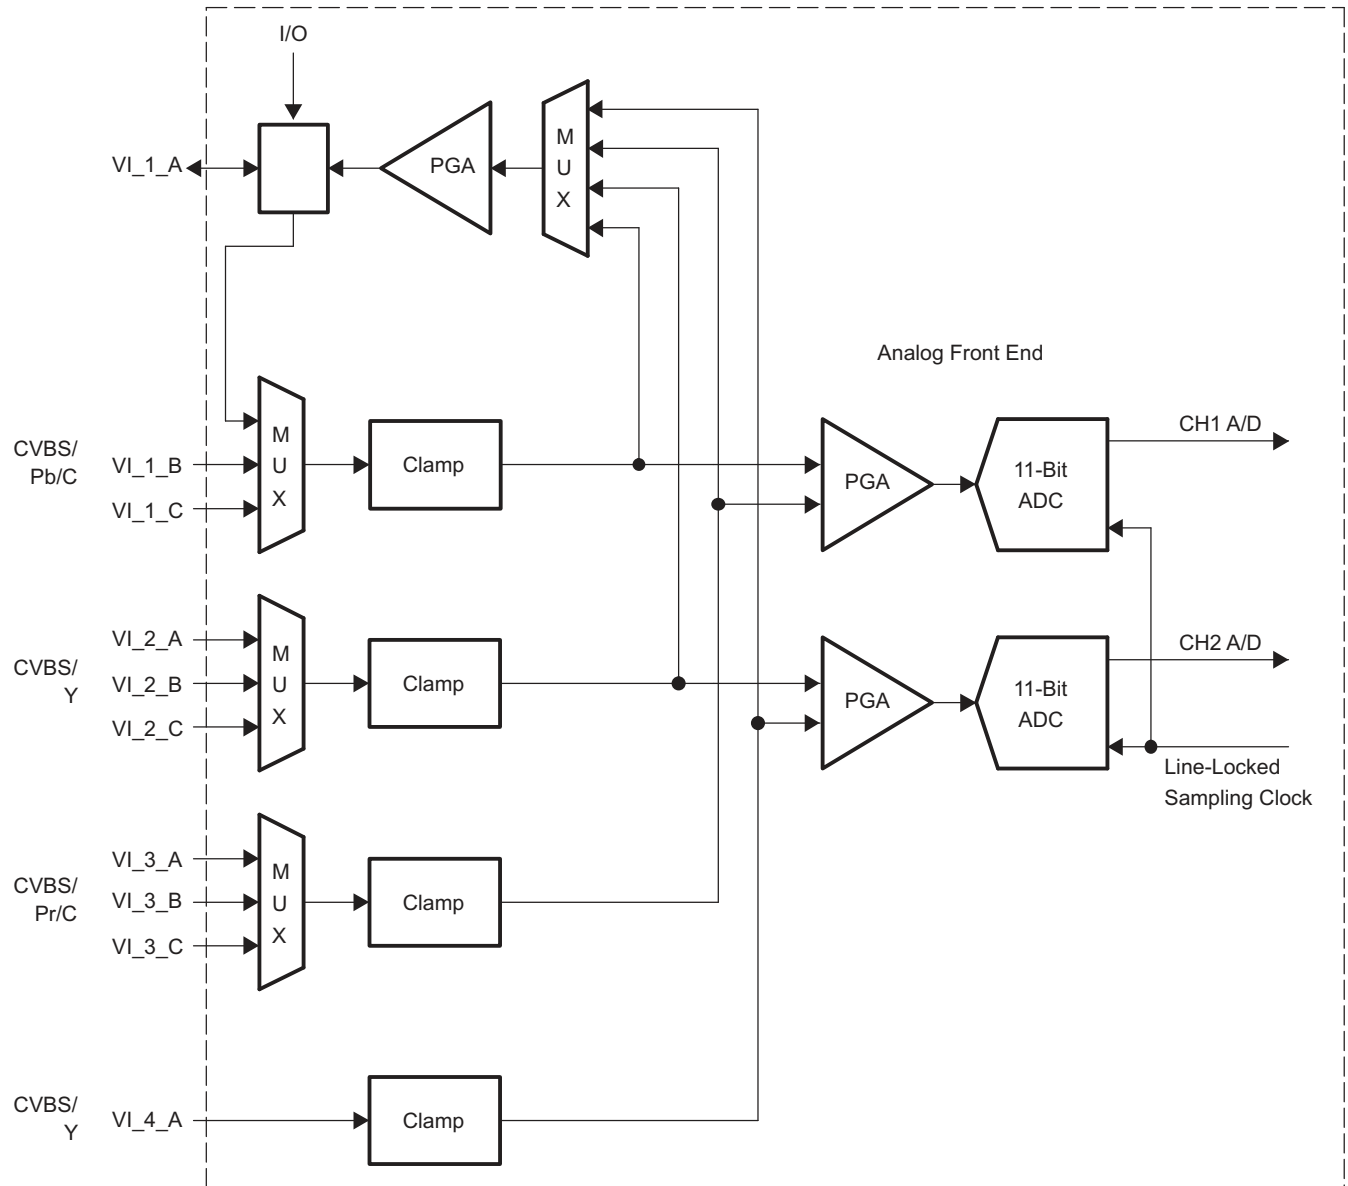 I/O
VI_1_A
PGA
M
U
X
Analog Front End
CVBS/
Pb/C
VI_1_B
VI_1_C
M
U
X
Clamp
PGA
11-Bit
ADC
CH1 A/D
CVBS/
Y
VI_2_A
VI_2_B
VI_2_C
M
U
X
Clamp
PGA
11-Bit
ADC
CH2 A/D
Line-Locked
Sampling Clock
CVBS/
Pr/C
VI_3_A
VI_3_B
VI_3_C
M
U
X
Clamp
CVBS/
Y
VI_4_A
Clamp